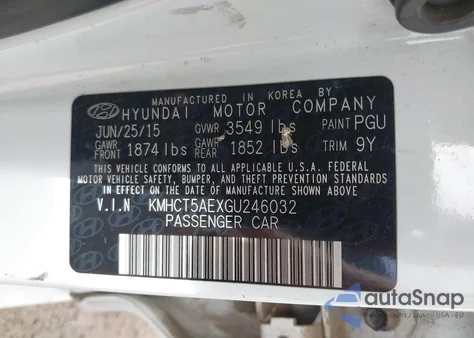 MANUFACTURED IN KOREA BY
HYUNDAI MOTOR COMPANY
JUN/25/15 GVWR 3549 lbs PAINT PGU
GAWR FRONT 1874 lbs GAWR REAR 1852 lbs TRIM 9Y
THIS VEHICLE CONFORMS TO ALL APPLICABLE U.S.A. FEDERAL
MOTOR VEHICLE SAFETY, BUMPER, AND THEFT PREVENTION STANDARDS
IN EFFECT ON THE DATE OF MANUFACTURE SHOWN ABOVE.
V.I.N KMHCT5AEXGU246032
PASSENGER CAR
autoSnap